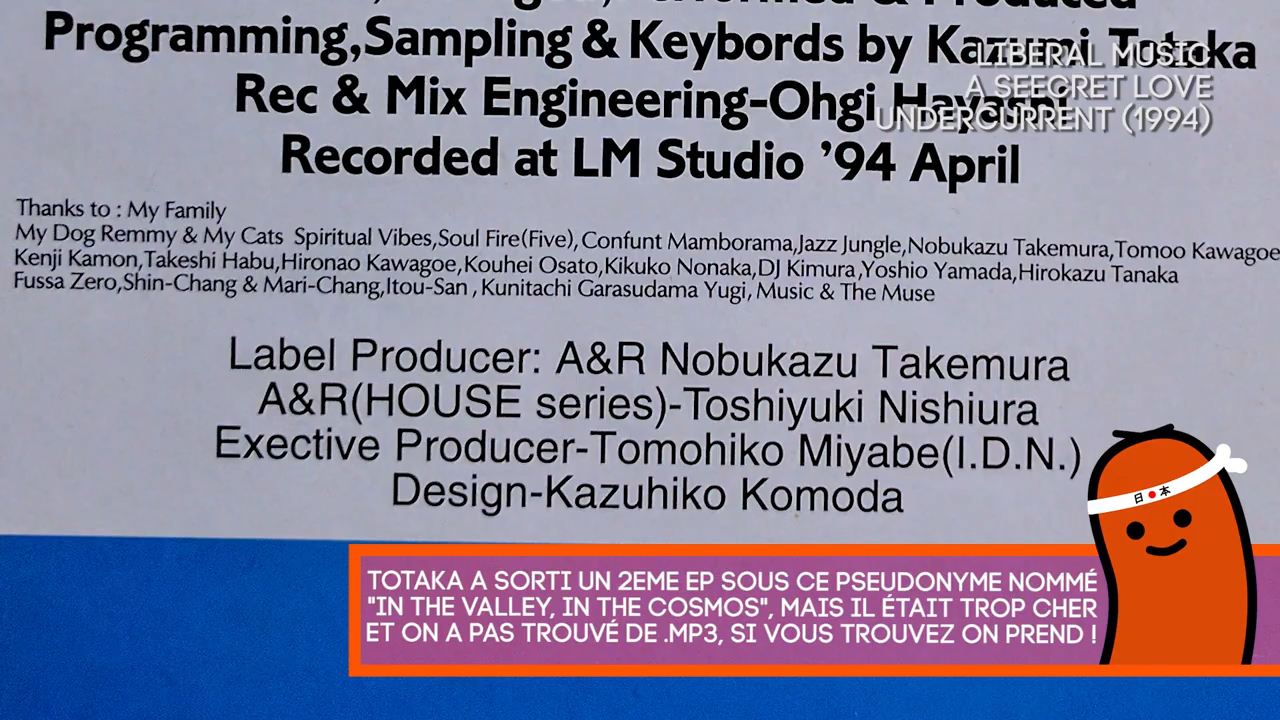 Performed & Produced
Programming,Sampling & Keybords by Kazumi Totaka
Rec & Mix Engineering-Ohgi Hayashi
Recorded at LM Studio ’94 April
LIBERAL MUSIC
A SEECRET LOVE
UNDERCURRENT (1994)
Thanks to : My Family
My Dog Remmy & My Cats Spiritual Vibes,Soul Fire(Five),Confunt Mamborama,Jazz Jungle,Nobukazu Takemura,Tomoo Kawagoe
Kenji Kamon,Takeshi Habu,Hironao Kawagoe,Kouhei Osato,Kikuko Nonaka,DJ Kimura,Yoshio Yamada,Hirokazu Tanaka
Fussa Zero,Shin-Chang & Mari-Chang,Itou-San , Kunitachi Garasudama Yugi, Music & The Muse
Label Producer: A&R Nobukazu Takemura
A&R(HOUSE series)-Toshiyuki Nishiura
Exective Producer-Tomohiko Miyabe(I.D.N.)
Design-Kazuhiko Komoda
日本
TOTAKA A SORTI UN 2EME EP SOUS CE PSEUDONYME NOMMÉ
"IN THE VALLEY, IN THE COSMOS", MAIS IL ÉTAIT TROP CHER
ET ON A PAS TROUVÉ DE .MP3, SI VOUS TROUVEZ ON PREND !